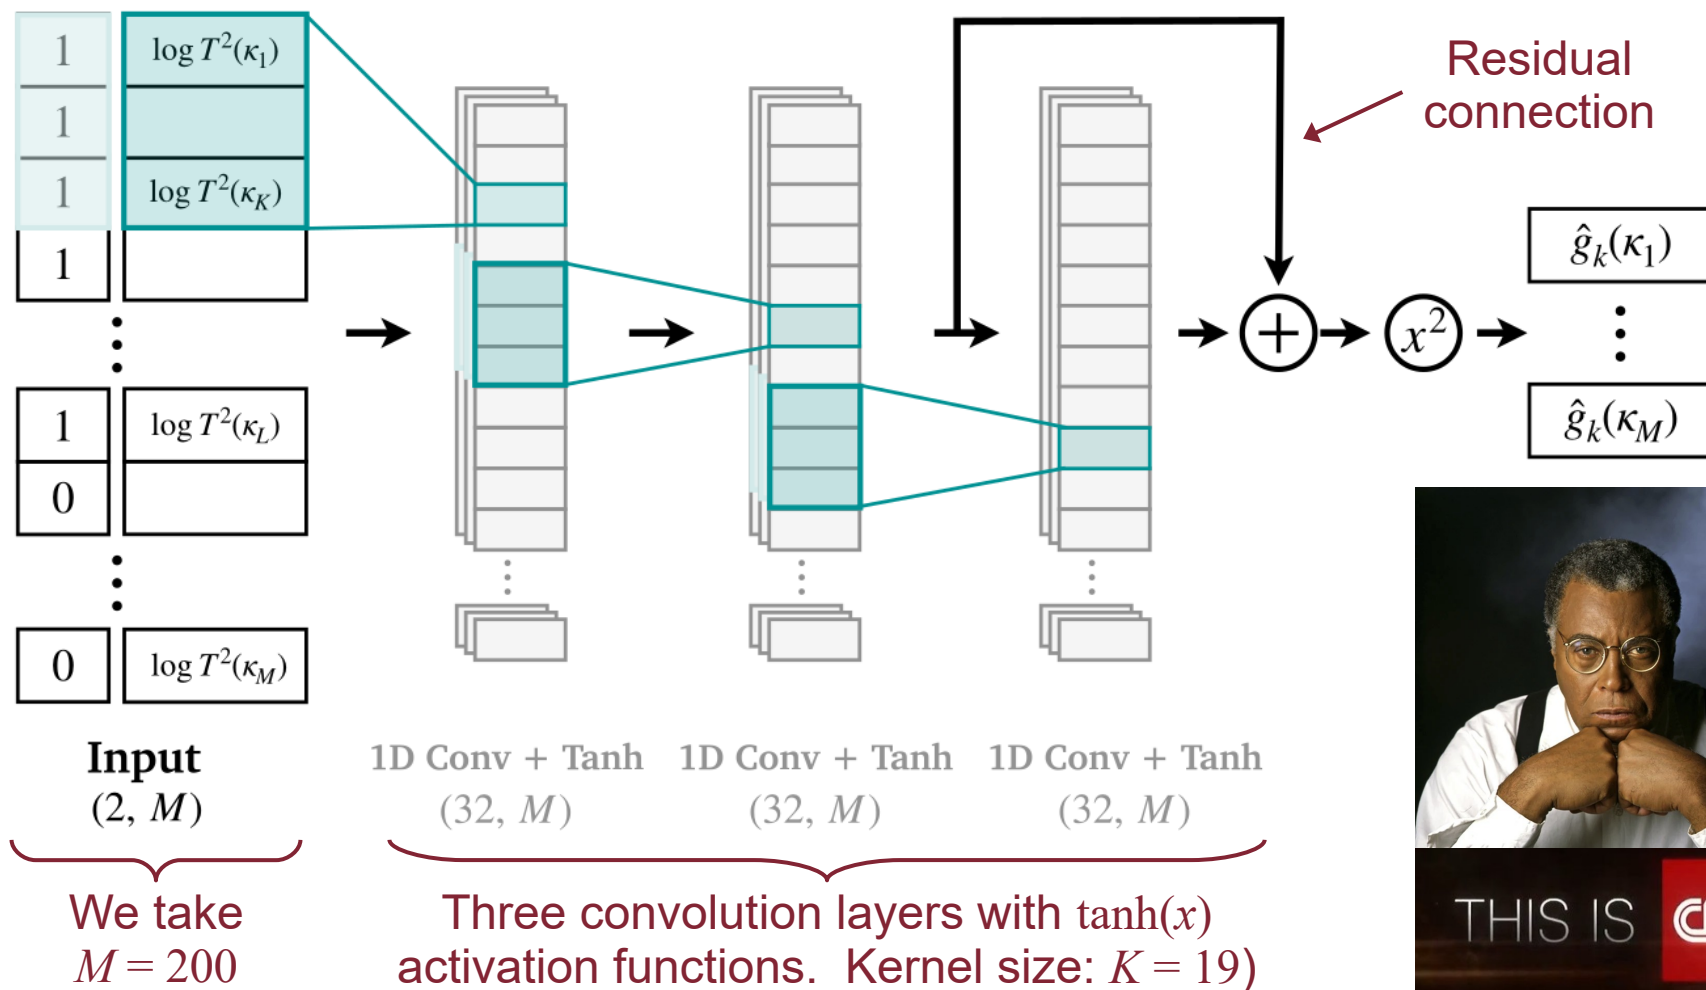 1 log T²(κ₁)
1
1 log T²(κ_K)
1
⋮
1 log T²(κ_L)
0
⋮
0 log T²(κ_M)
Input
(2, M)
We take
M = 200
1D Conv + Tanh
(32, M)
1D Conv + Tanh
(32, M)
1D Conv + Tanh
(32, M)
Three convolution layers with tanh(x)
activation functions. Kernel size: K = 19)
Residual
connection
+
x²
ĝ_k(κ₁)
⋮
ĝ_k(κ_M)
THIS IS